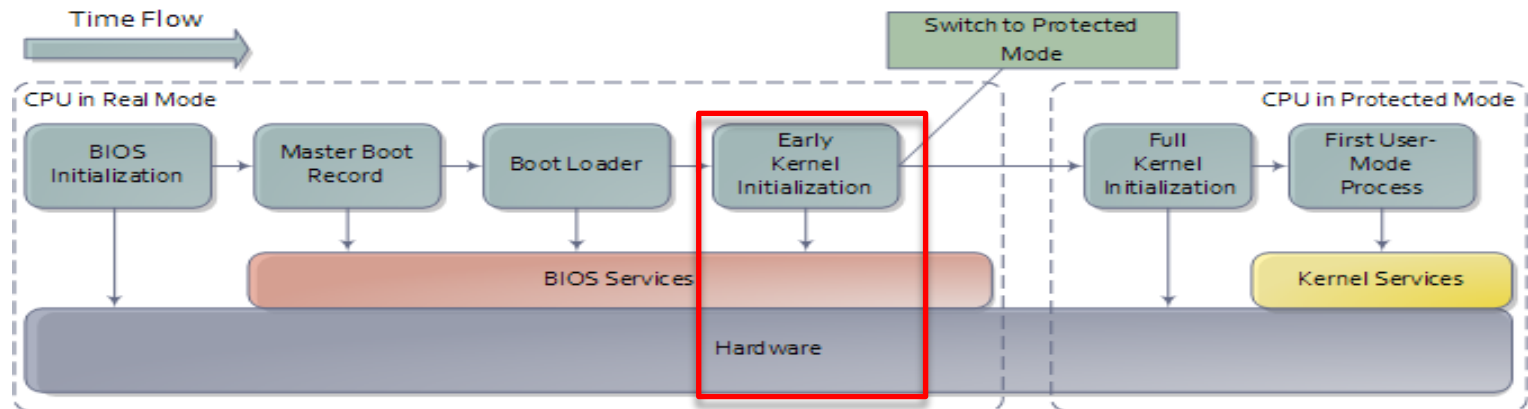 Time Flow
Switch to Protected
Mode
CPU in Real Mode
CPU in Protected Mode
BIOS
Initialization
Master Boot
Record
Boot Loader
Early
Kernel
Initialization
Full
Kernel
Initialization
First User-
Mode
Process
BIOS Services
Kernel Services
Hardware